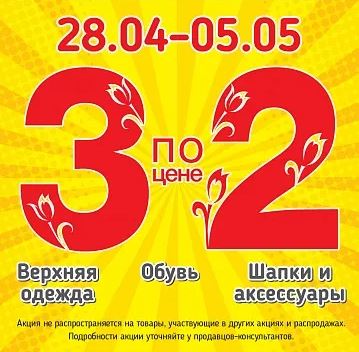 28.04–05.05
3 ПО цене 2
Верхняя одежда
Обувь
Шапки и аксессуары
Акция не распространяется на товары, участвующие в других акциях и распродажах.
Подробности акции уточняйте у продавцов-консультантов.